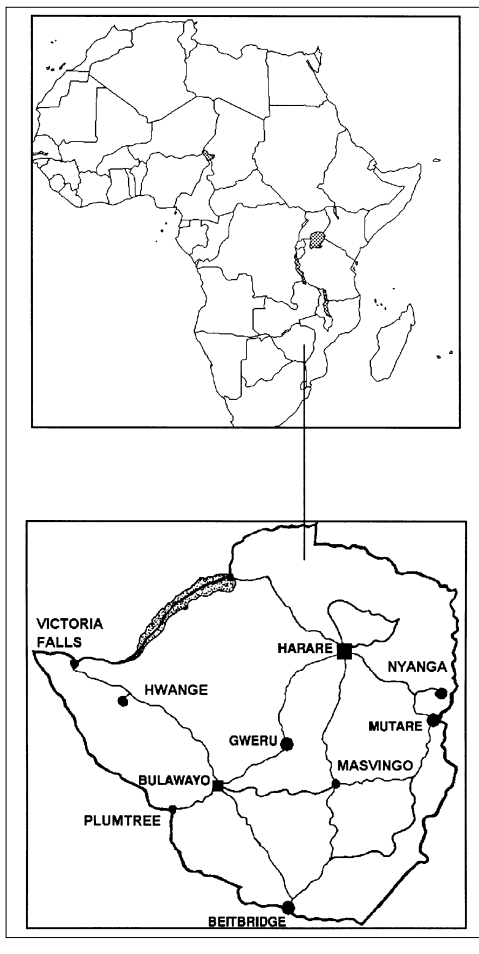 VICTORIA
FALLS
HARARE
NYANGA
HWANGE
MUTARE
GWERU
MASVINGO
BULAWAYO
PLUMTREE
BEITBRIDGE